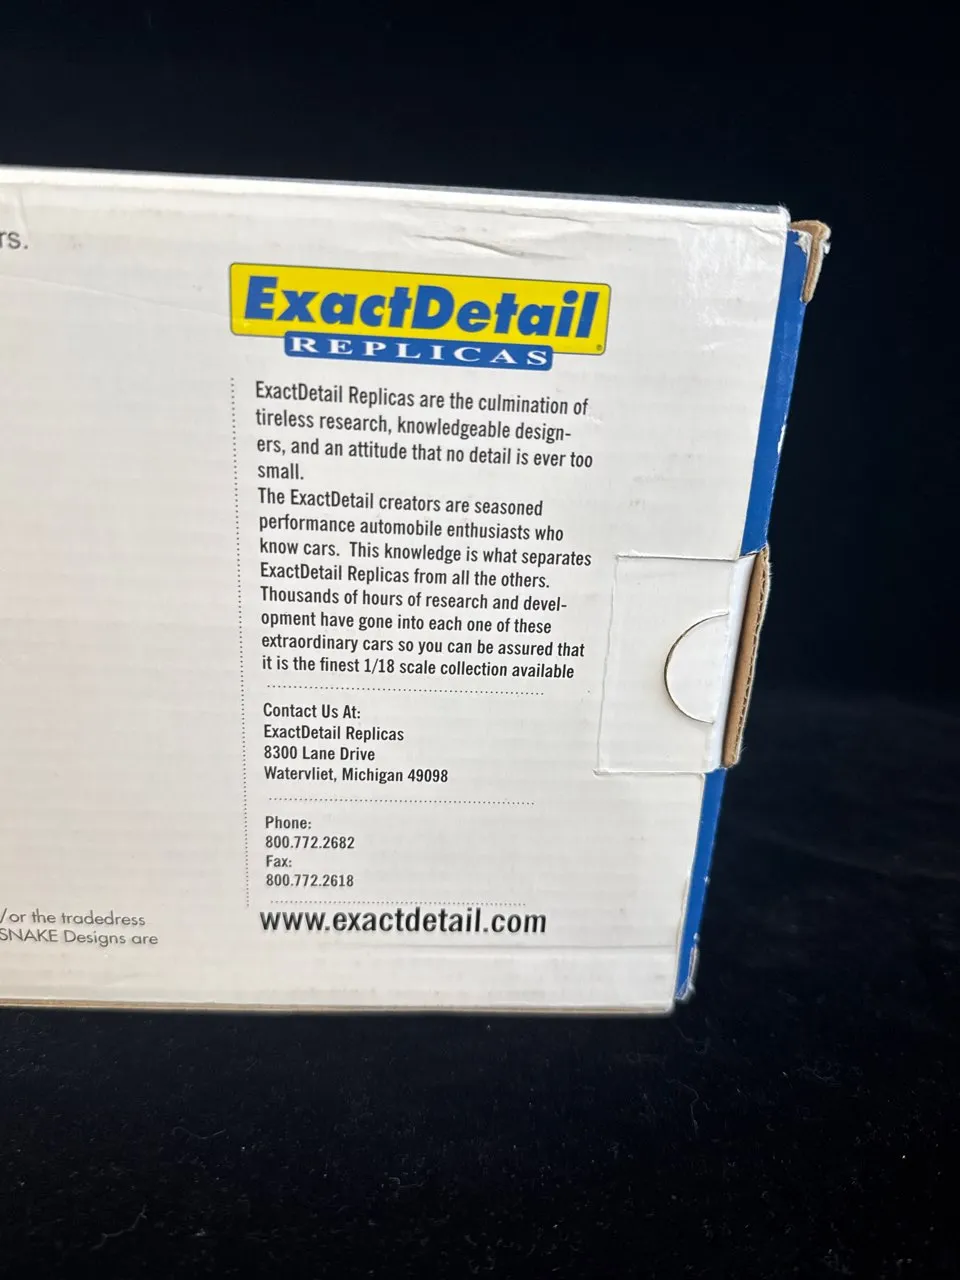 rs.
ExactDetail
REPLICAS
ExactDetail Replicas are the culmination of
tireless research, knowledgeable design-
ers, and an attitude that no detail is ever too
small.
The ExactDetail creators are seasoned
performance automobile enthusiasts who
know cars. This knowledge is what separates
ExactDetail Replicas from all the others.
Thousands of hours of research and devel-
opment have gone into each one of these
extraordinary cars so you can be assured that
it is the finest 1/18 scale collection available
Contact Us At:
ExactDetail Replicas
8300 Lane Drive
Watervliet, Michigan 49098
Phone:
800.772.2682
Fax:
800.772.2618
www.exactdetail.com
/or the tradedress
SNAKE Designs are